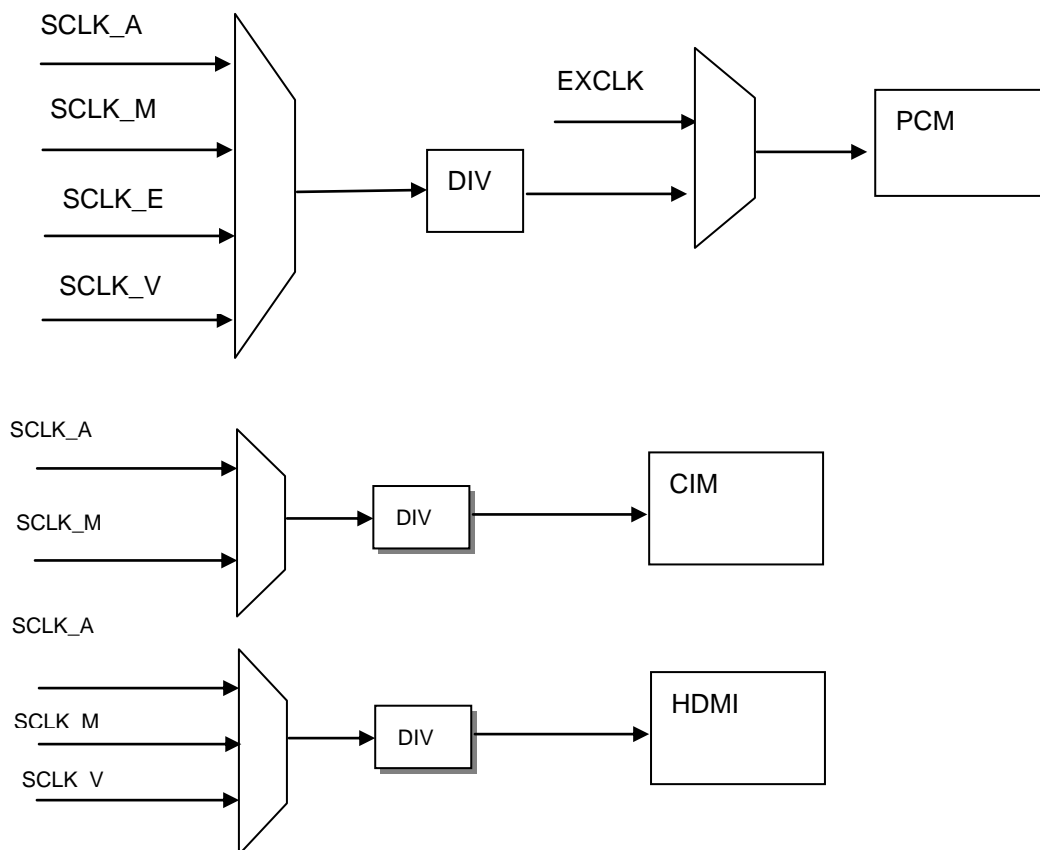 SCLK_A
SCLK_M
SCLK_E
SCLK_V
DIV
EXCLK
PCM
SCLK_A
SCLK_M
DIV
CIM
SCLK_A
SCLK_M
SCLK_V
DIV
HDMI